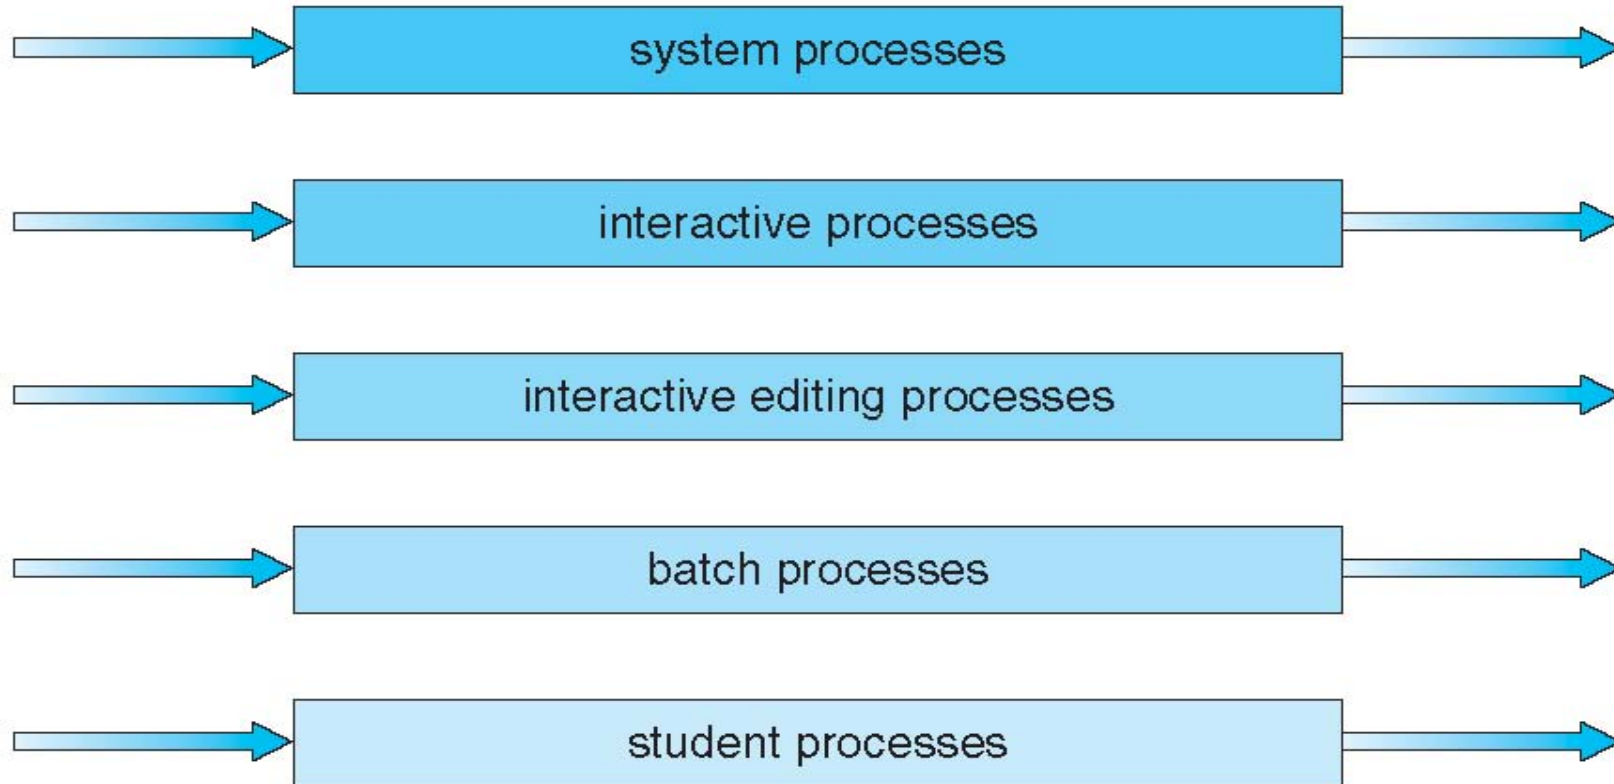 system processes
interactive processes
interactive editing processes
batch processes
student processes